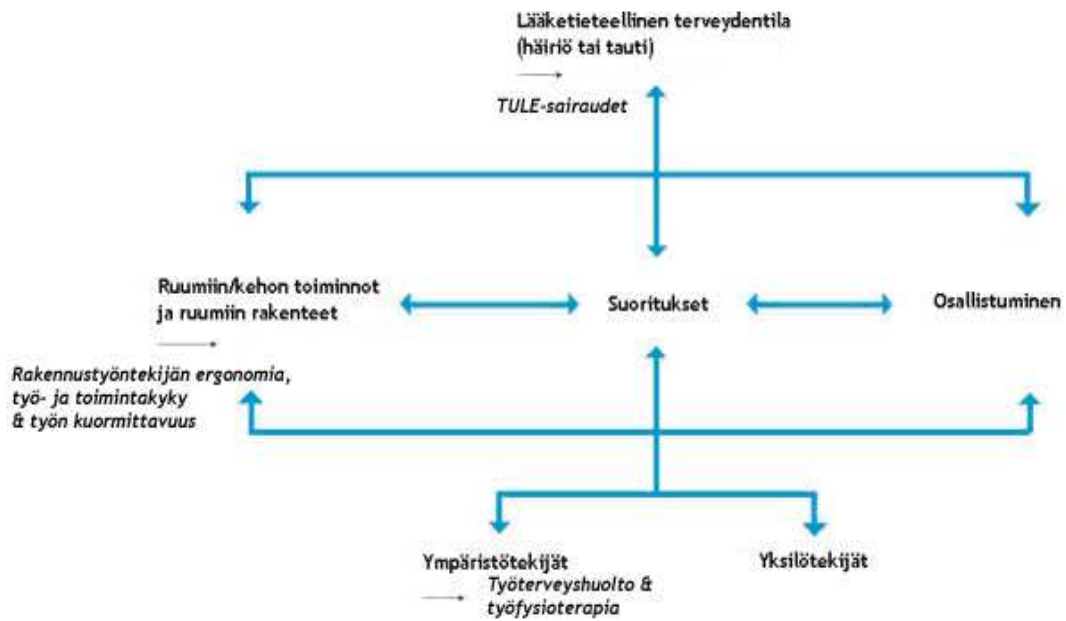 Lääketieteellinen terveydentila
(häiriö tai tauti)
TULE-sairaudet
Ruumiin/kehon toiminnot
ja ruumiin rakenteet
Suoritukset
Osallistuminen
Rakennustyöntekijän ergonomia,
työ- ja toimintakyky
& työn kuormittavuus
Ympäristötekijät
Yksilötekijät
Työterveyshuolto &
työfysioterapia